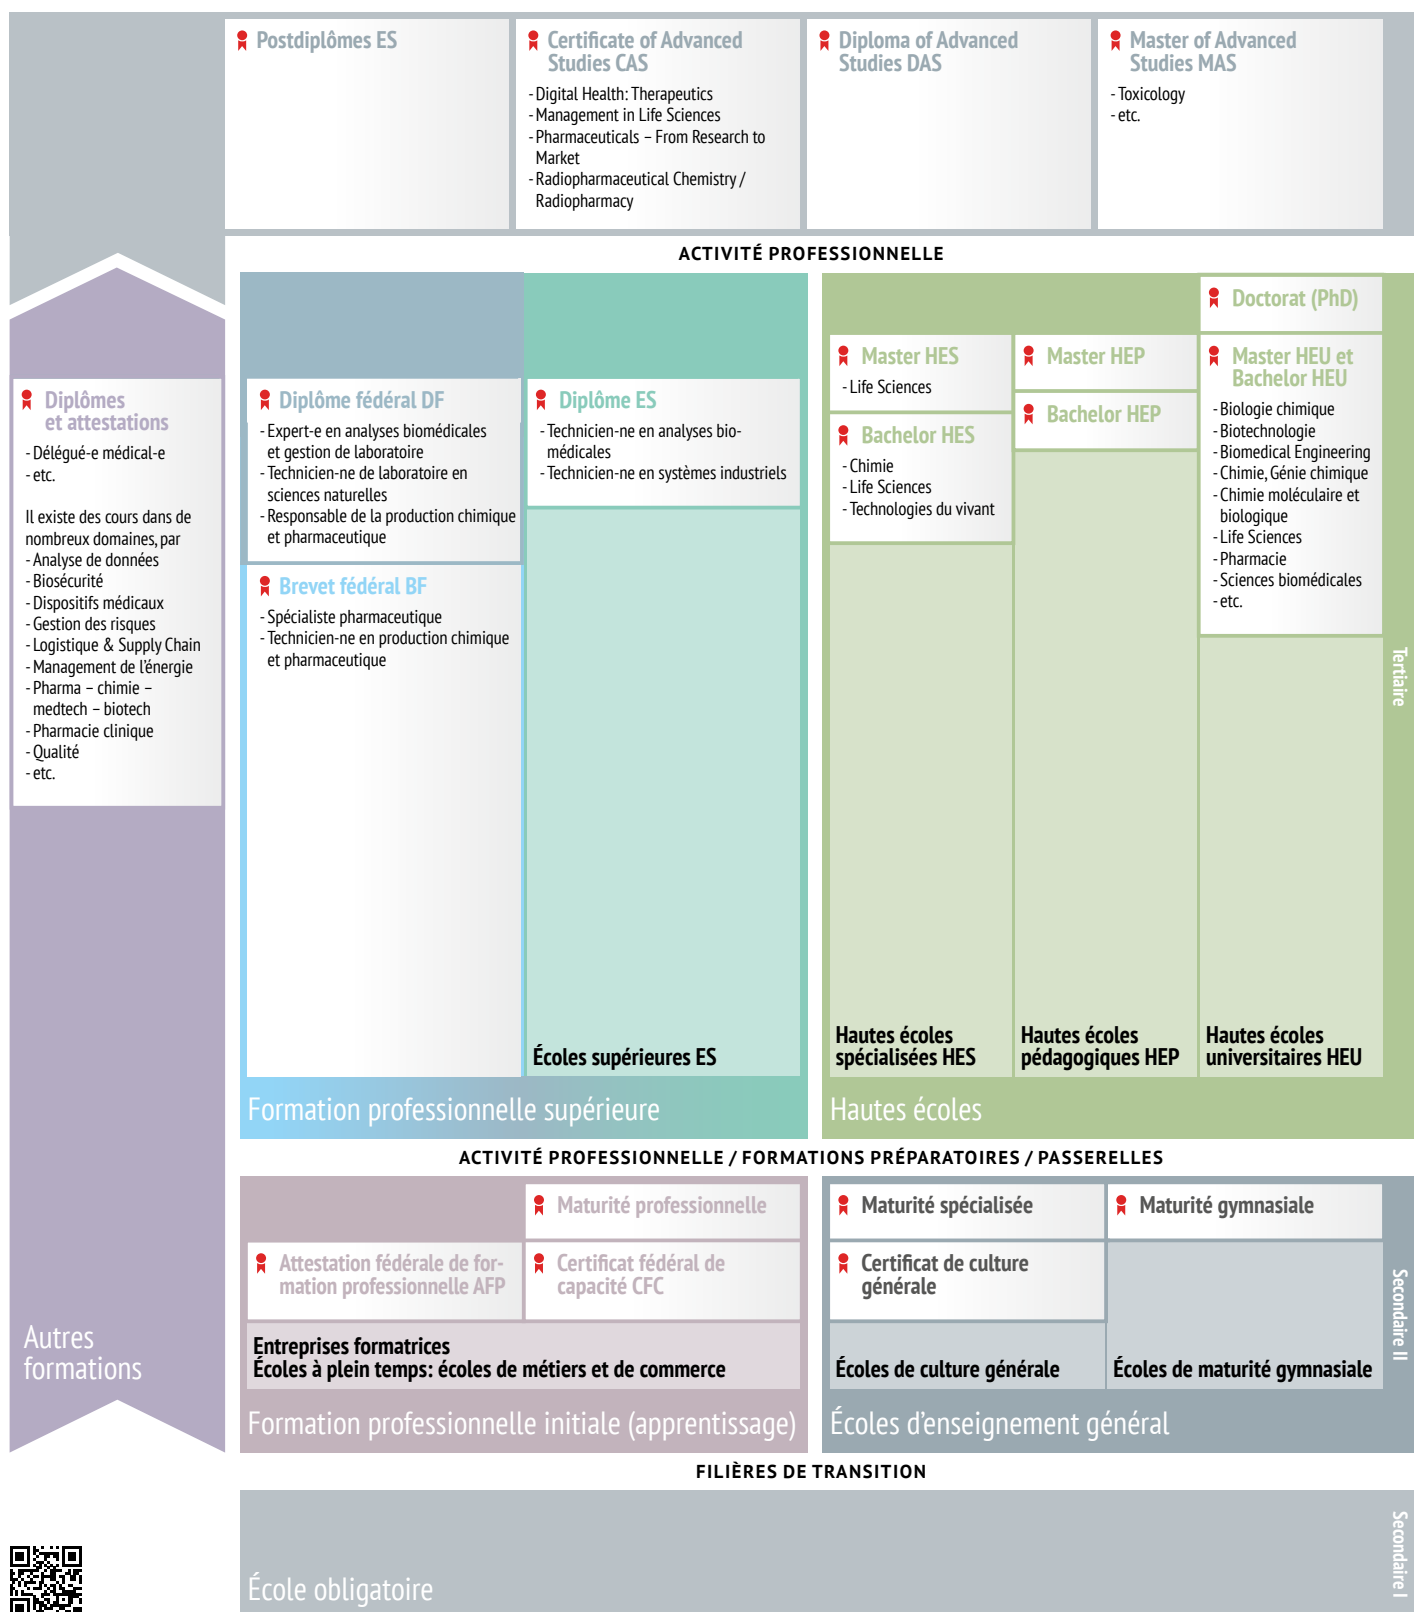 Postdiplômes ES
Certificate of Advanced
Studies CAS
- Digital Health: Therapeutics
- Management in Life Sciences
- Pharmaceuticals – From Research to
Market
- Radiopharmaceutical Chemistry /
Radiopharmacy
Diploma of Advanced
Studies DAS
Master of Advanced
Studies MAS
- Toxicology
- etc.
ACTIVITÉ PROFESSIONNELLE
Diplômes
et attestations
- Délégué-e médical-e
- etc.
Il existe des cours dans de
nombreux domaines, par
- Analyse de données
- Biosécurité
- Dispositifs médicaux
- Gestion des risques
- Logistique & Supply Chain
- Management de l’énergie
- Pharma – chimie –
medtech – biotech
- Pharmacie clinique
- Qualité
- etc.
Autres
formations
Diplôme fédéral DF
- Expert-e en analyses biomédicales
et gestion de laboratoire
- Technicien-ne de laboratoire en
sciences naturelles
- Responsable de la production chimique
et pharmaceutique
Brevet fédéral BF
- Spécialiste pharmaceutique
- Technicien-ne en production chimique
et pharmaceutique
Diplôme ES
- Technicien-ne en analyses bio-
médicales
- Technicien-ne en systèmes industriels
Écoles supérieures ES
Formation professionnelle supérieure
Master HES
- Life Sciences
Bachelor HES
- Chimie
- Life Sciences
- Technologies du vivant
Hautes écoles
spécialisées HES
Master HEP
Bachelor HEP
Hautes écoles
pédagogiques HEP
Doctorat (PhD)
Master HEU et
Bachelor HEU
- Biologie chimique
- Biotechnologie
- Biomedical Engineering
- Chimie, Génie chimique
- Chimie moléculaire et
biologique
- Life Sciences
- Pharmacie
- Sciences biomédicales
- etc.
Hautes écoles
universitaires HEU
Hautes écoles
Tertiaire
ACTIVITÉ PROFESSIONNELLE / FORMATIONS PRÉPARATOIRES / PASSERELLES
Maturité professionnelle
Attestation fédérale de for-
mation professionnelle AFP
Certificat fédéral de
capacité CFC
Entreprises formatrices
Écoles à plein temps: écoles de métiers et de commerce
Formation professionnelle initiale (apprentissage)
Maturité spécialisée
Certificat de culture
générale
Écoles de culture générale
Maturité gymnasiale
Écoles de maturité gymnasiale
Écoles d’enseignement général
Secondaire II
FILIÈRES DE TRANSITION
École obligatoire
Secondaire I